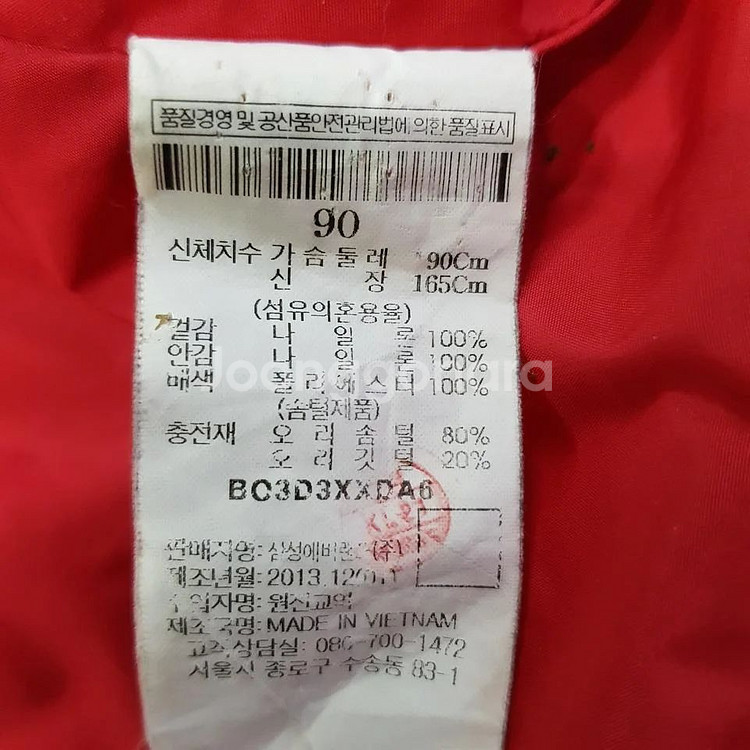 품질경영 및 공산품안전관리법에 의한 품질표시
90
신체치수 가 슴 둘 레 90Cm
신 장 165Cm
(섬유의혼용율)
겉감 나 일 론 100%
안감 나 일 론 100%
배색 폴 리 에 스 터 100%
(솜털제품)
충전재 오 리 솜 털 80%
오 리 깃 털 20%
BC3D3XXDA6
판매자명: 삼성에버랜드(주)
제조년월: 2013.12
수입자명: 원신교역
제조국명: MADE IN VIETNAM
고객상담실: 080-700-1472
서울시 종로구 수송동 83-1
Joonggonara